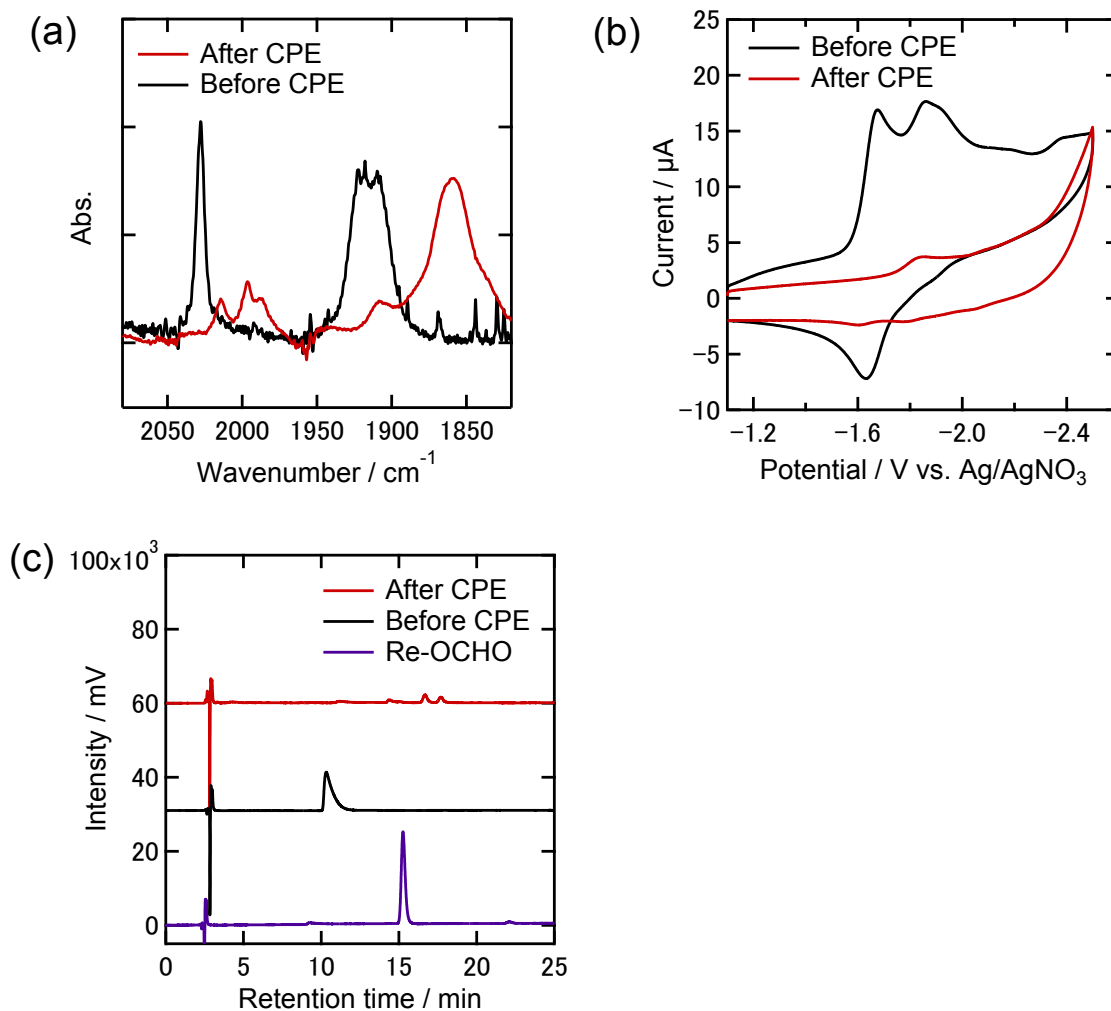 (a)
After CPE
Before CPE
Abs.
2050
2000
1950
1900
1850
Wavenumber / cm⁻¹
(b)
Before CPE
After CPE
25
20
15
10
5
0
−5
−10
Current / µA
−1.2
−1.6
−2.0
−2.4
Potential / V vs. Ag/AgNO₃
(c)
100x10³
80
60
40
20
0
Intensity / mV
After CPE
Before CPE
Re-OCHO
0
5
10
15
20
25
Retention time / min